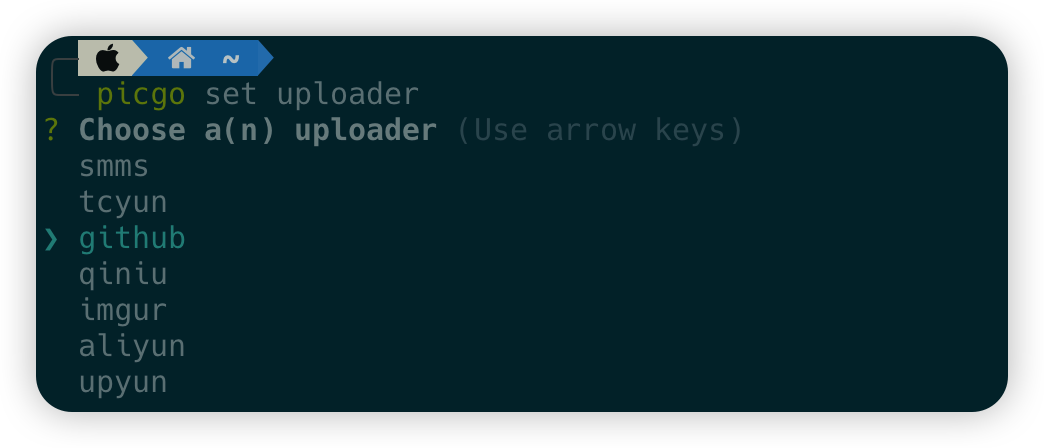 ~
picgo set uploader
? Choose a(n) uploader (Use arrow keys)
smms
tcyun
❯ github
qiniu
imgur
aliyun
upyun